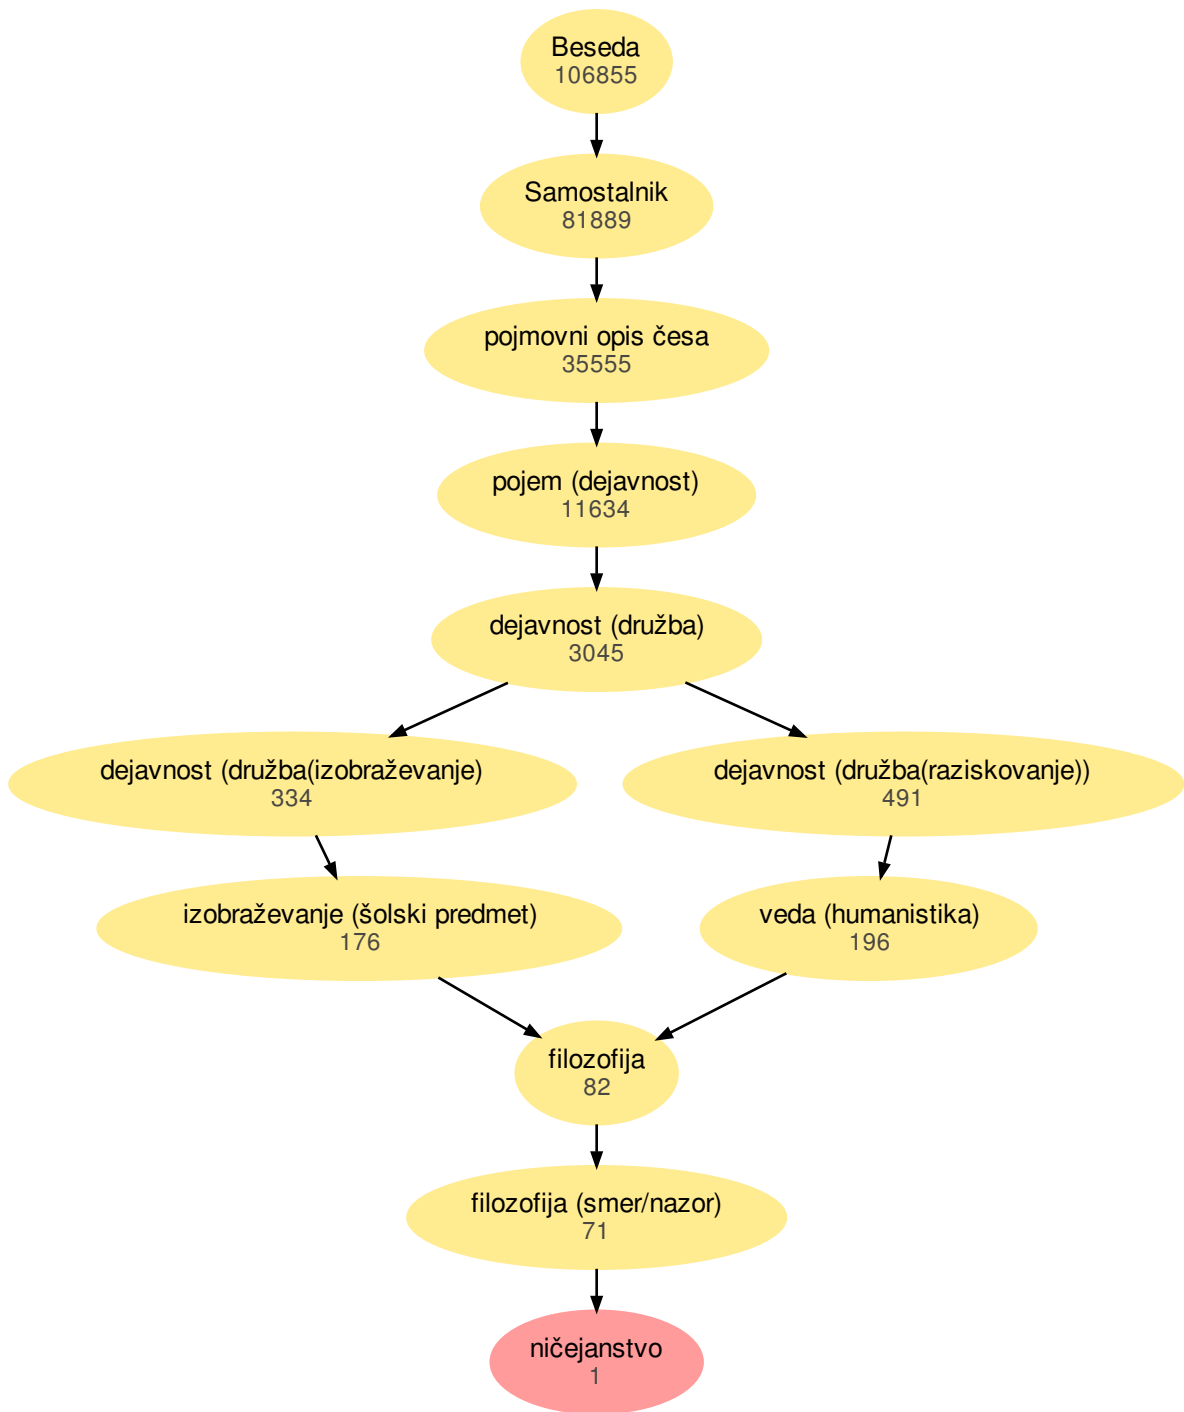 Beseda
106855
Samostalnik
81889
pojmovni opis česa
35555
pojem (dejavnost)
11634
dejavnost (družba)
3045
dejavnost (družba(izobraževanje)
334
dejavnost (družba(raziskovanje))
491
izobraževanje (šolski predmet)
176
veda (humanistika)
196
filozofija
82
filozofija (smer/nazor)
71
ničejanstvo
1